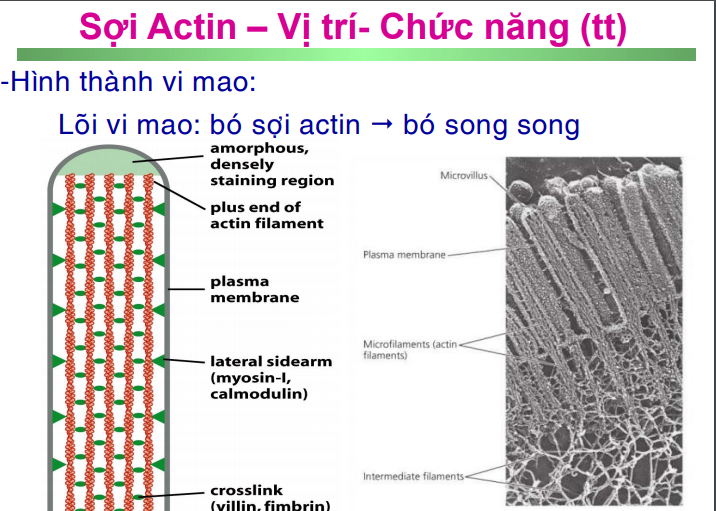 Sợi Actin – Vị trí- Chức năng (tt)
-Hình thành vi mao:
Lõi vi mao: bó sợi actin → bó song song
amorphous,
densely
staining region
plus end of
actin filament
plasma
membrane
lateral sidearm
(myosin-I,
calmodulin)
crosslink
(villin, fimbrin)
Microvillus
Plasma membrane
Microfilaments (actin
filaments)
Intermediate filaments